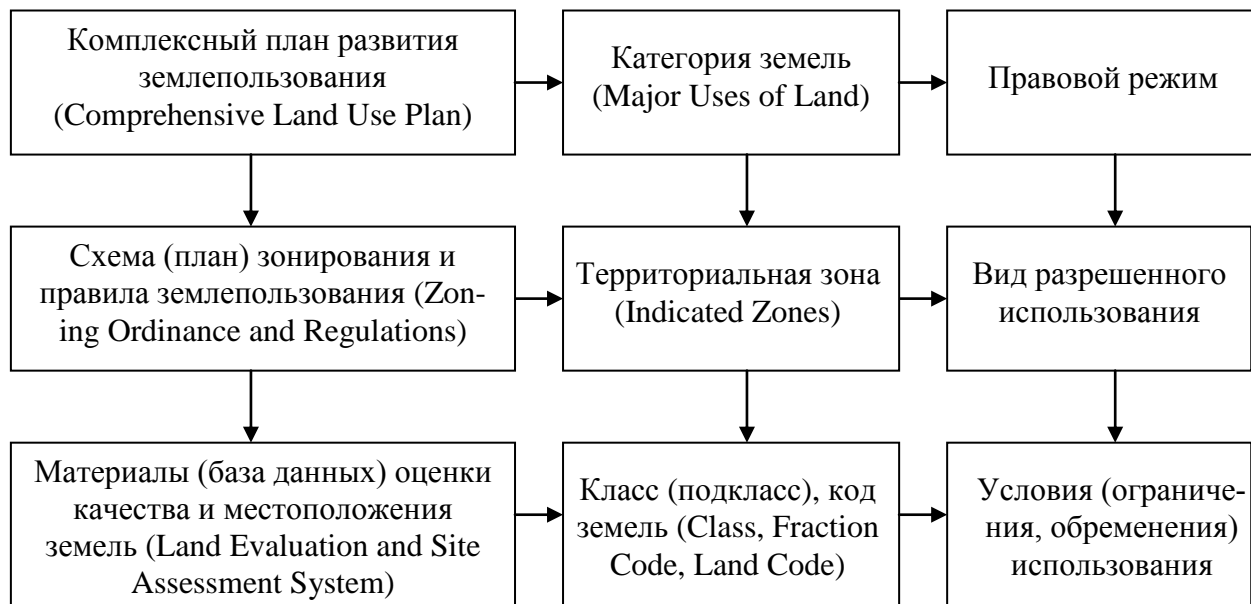 Комплексный план развития
землепользования
(Comprehensive Land Use Plan)
Категория земель
(Major Uses of Land)
Правовой режим
Схема (план) зонирования и
правила землепользования (Zon-
ing Ordinance and Regulations)
Территориальная зона
(Indicated Zones)
Вид разрешенного
использования
Материалы (база данных) оценки
качества и местоположения
земель (Land Evaluation and Site
Assessment System)
Класс (подкласс), код
земель (Class, Fraction
Code, Land Code)
Условия (ограниче-
ния, обременения)
использования